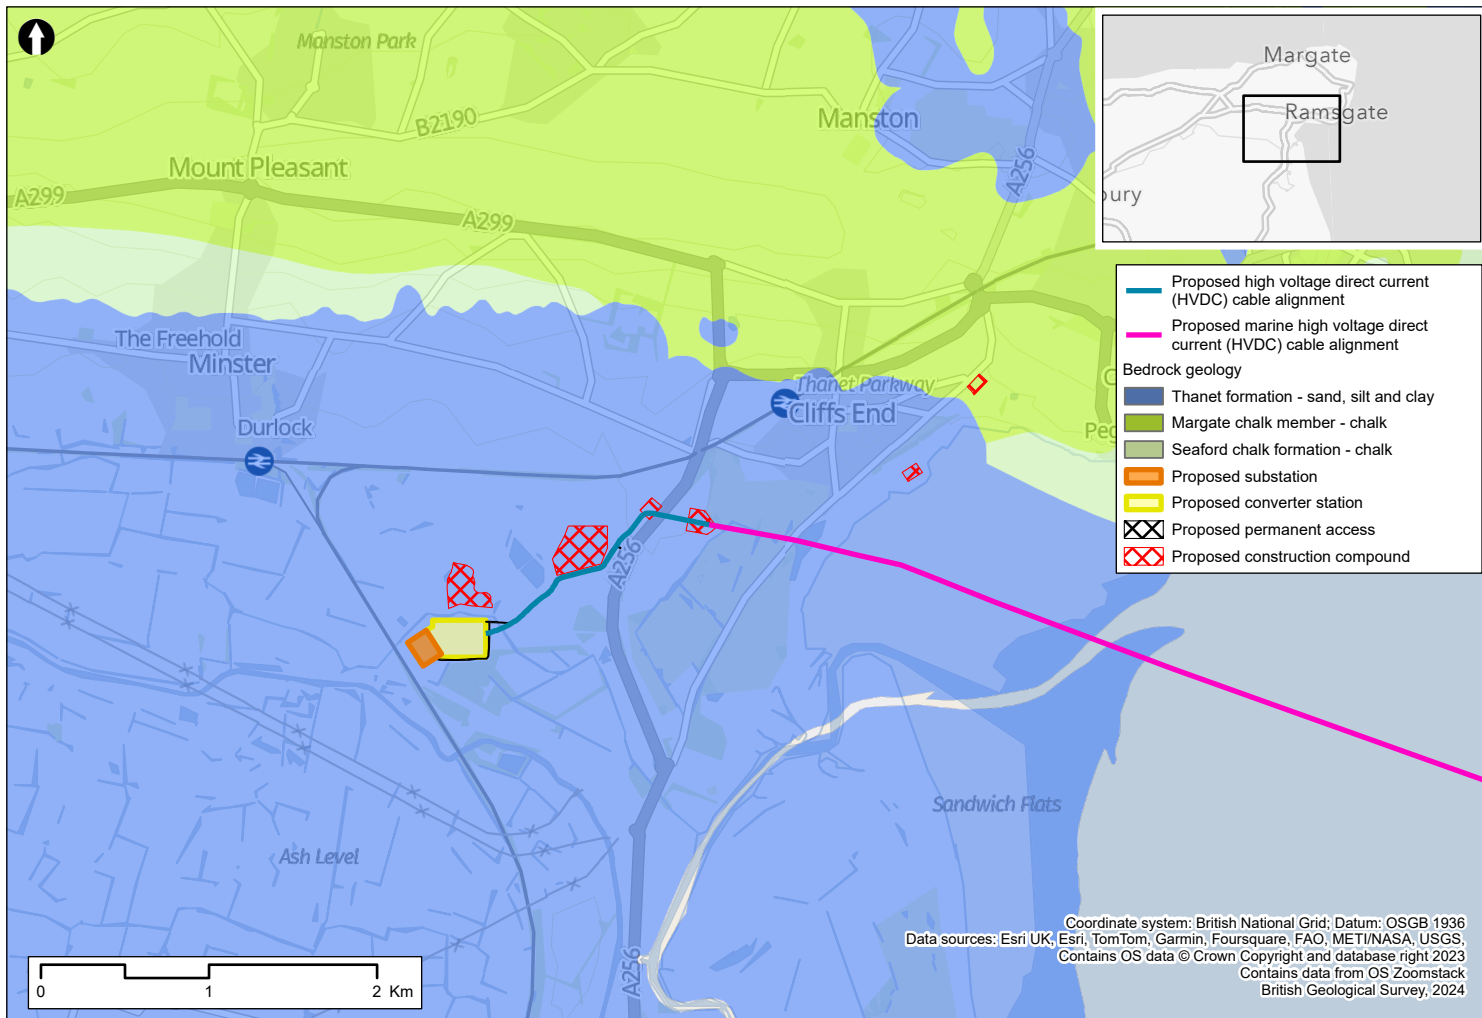 Manston Park
B2190
Manston
Mount Pleasant
A299
A299
A256
Margate
Ramsgate
bury
The Freehold
Minster
Durlock
Thanet Parkway
Cliffs End
Peg
C
A256
A256
Sandwich Flats
Ash Level
Proposed high voltage direct current
(HVDC) cable alignment
Proposed marine high voltage direct
current (HVDC) cable alignment
Bedrock geology
Thanet formation - sand, silt and clay
Margate chalk member - chalk
Seaford chalk formation - chalk
Proposed substation
Proposed converter station
Proposed permanent access
Proposed construction compound
0 1 2 Km
Coordinate system: British National Grid; Datum: OSGB 1936
Data sources: Esri UK, Esri, TomTom, Garmin, Foursquare, FAO, METI/NASA, USGS,
Contains OS data © Crown Copyright and database right 2023
Contains data from OS Zoomstack
British Geological Survey, 2024